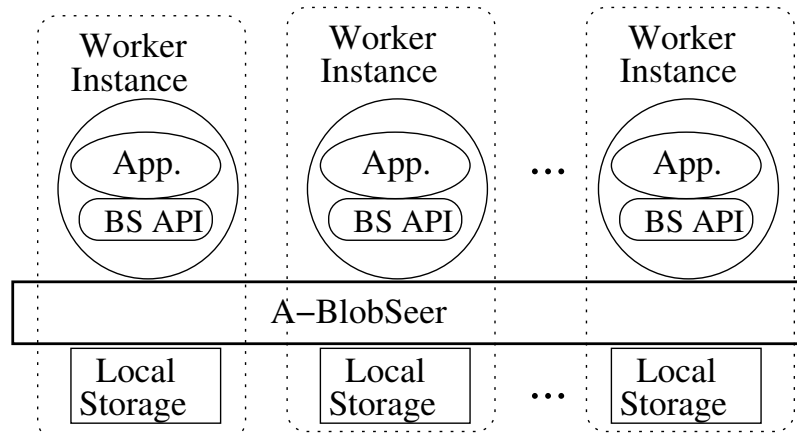 Worker
Instance
Worker
Instance
Worker
Instance
App.
App.
...
App.
BS API
BS API
BS API
A−BlobSeer
Local
Storage
Local
Storage
...
Local
Storage